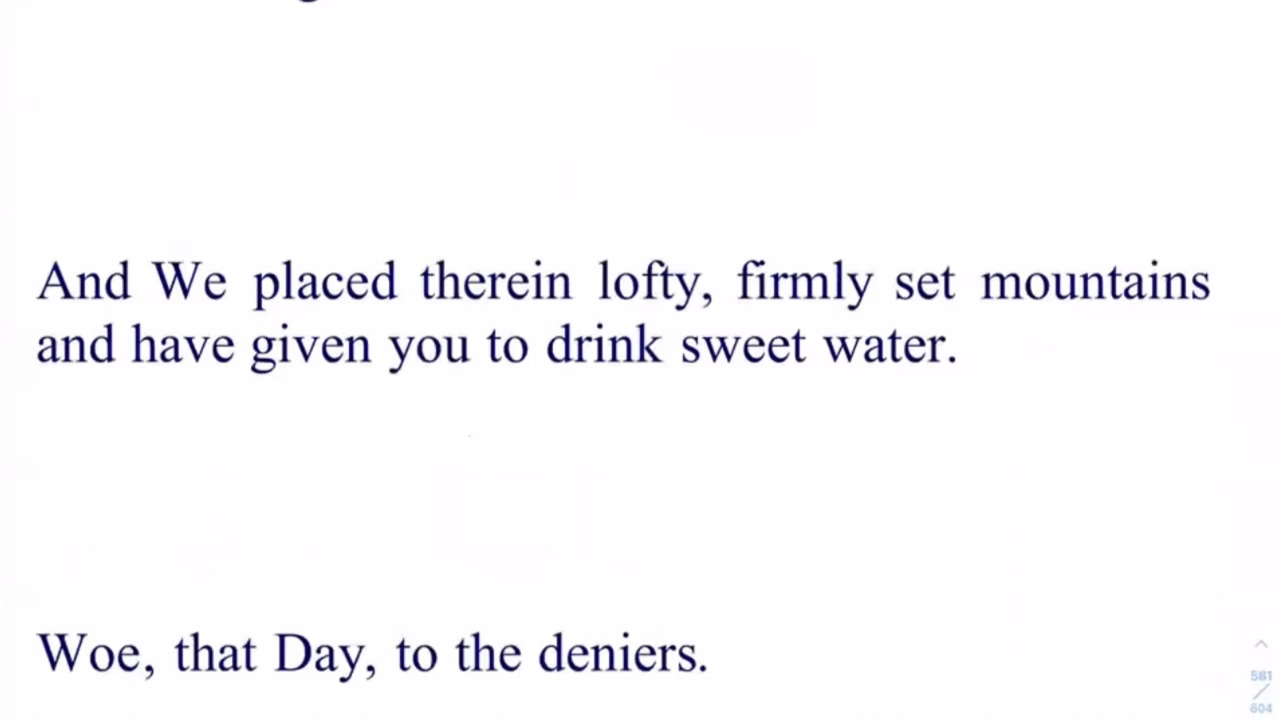 And We placed therein lofty, firmly set mountains
and have given you to drink sweet water.
Woe, that Day, to the deniers.
581
/
604